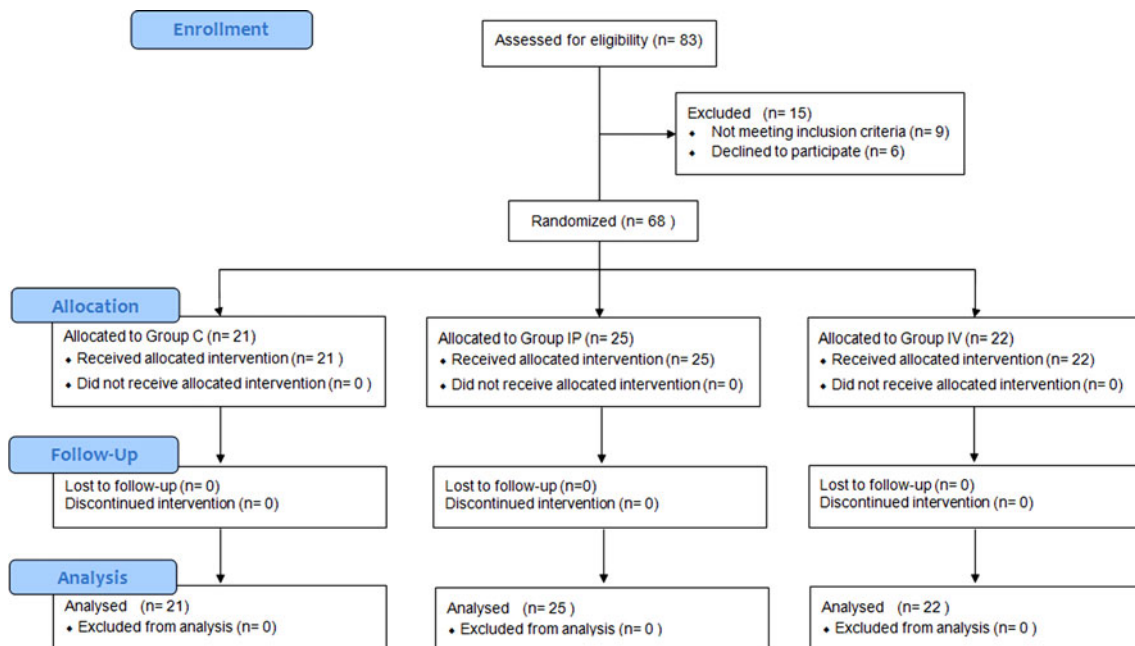 Enrollment
Assessed for eligibility (n= 83)
Excluded (n= 15)
⬥ Not meeting inclusion criteria (n= 9)
⬥ Declined to participate (n= 6)
Randomized (n= 68 )
Allocation
Allocated to Group C (n= 21)
⬥ Received allocated intervention (n= 21 )
⬥ Did not receive allocated intervention (n= 0 )
Allocated to Group IP (n= 25)
⬥ Received allocated intervention (n= 25)
⬥ Did not receive allocated intervention (n= 0)
Allocated to Group IV (n= 22)
⬥ Received allocated intervention (n= 22)
⬥ Did not receive allocated intervention (n= 0)
Follow-Up
Lost to follow-up (n= 0)
Discontinued intervention (n= 0)
Lost to follow-up (n=0)
Discontinued intervention (n= 0)
Lost to follow-up (n= 0)
Discontinued intervention (n= 0)
Analysis
Analysed (n= 21)
⬥ Excluded from analysis (n= 0)
Analysed (n= 25 )
⬥ Excluded from analysis (n= 0 )
Analysed (n= 22 )
⬥ Excluded from analysis (n= 0 )